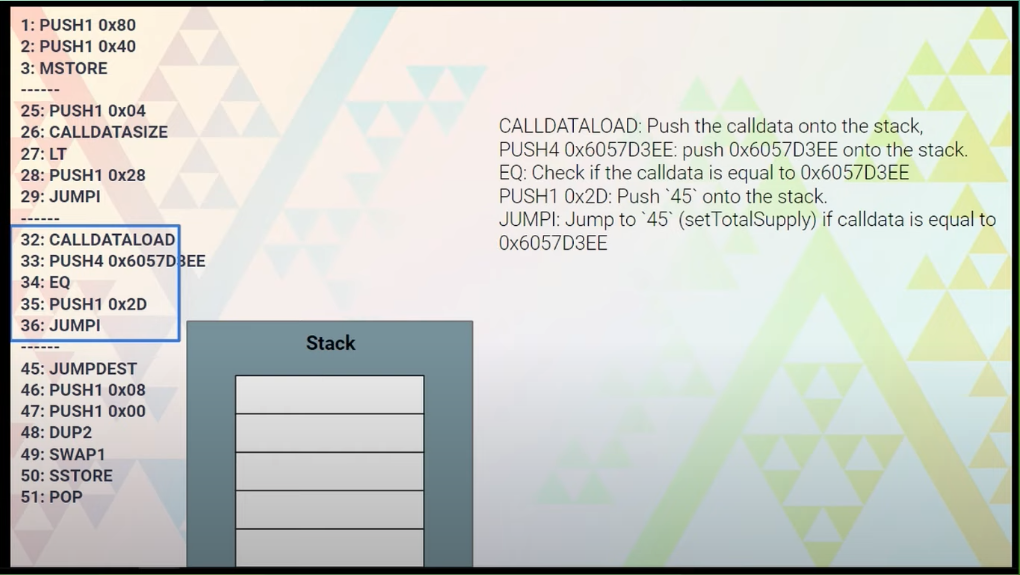 1: PUSH1 0x80
2: PUSH1 0x40
3: MSTORE
------
25: PUSH1 0x04
26: CALLDATASIZE
27: LT
28: PUSH1 0x28
29: JUMPI
------
32: CALLDATALOAD
33: PUSH4 0x6057D3EE
34: EQ
35: PUSH1 0x2D
36: JUMPI
------
45: JUMPDEST
46: PUSH1 0x08
47: PUSH1 0x00
48: DUP2
49: SWAP1
50: SSTORE
51: POP
CALLDATALOAD: Push the calldata onto the stack,
PUSH4 0x6057D3EE: push 0x6057D3EE onto the stack.
EQ: Check if the calldata is equal to 0x6057D3EE
PUSH1 0x2D: Push `45` onto the stack.
JUMPI: Jump to `45` (setTotalSupply) if calldata is equal to
0x6057D3EE
Stack